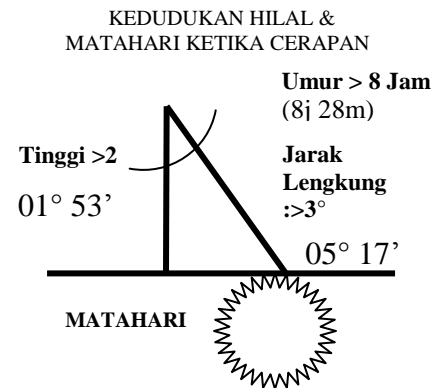 KEDUDUKAN HILAL &
MATAHARI KETIKA CERAPAN
Umur > 8 Jam
(8j 28m)
Tinggi >2
01° 53’
Jarak
Lengkung
:>3°
05° 17’
MATAHARI